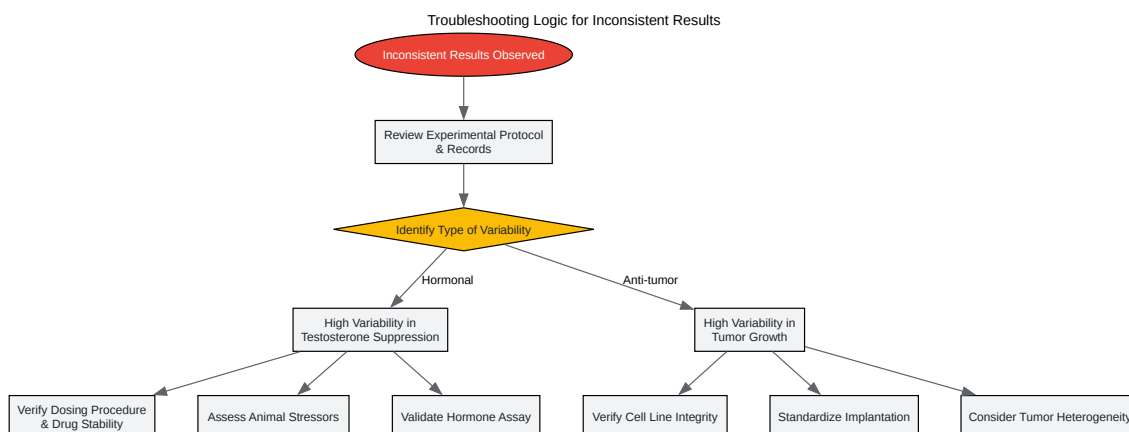 Troubleshooting Logic for Inconsistent Results
Inconsistent Results Observed
Review Experimental Protocol
& Records
Identify Type of Variability
Hormonal
Anti-tumor
High Variability in
Testosterone Suppression
High Variability in
Tumor Growth
Verify Dosing Procedure
& Drug Stability
Assess Animal Stressors
Validate Hormone Assay
Verify Cell Line Integrity
Standardize Implantation
Consider Tumor Heterogeneity